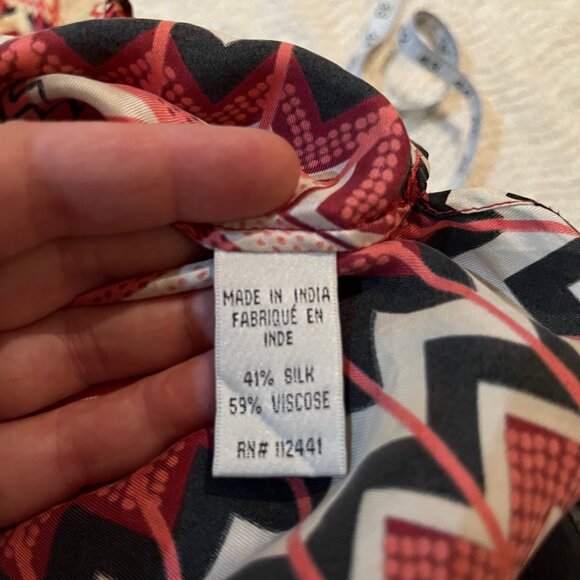 MADE IN INDIA
FABRIQUÉ EN
INDE
41% SILK
59% VISCOSE
RN# 112441